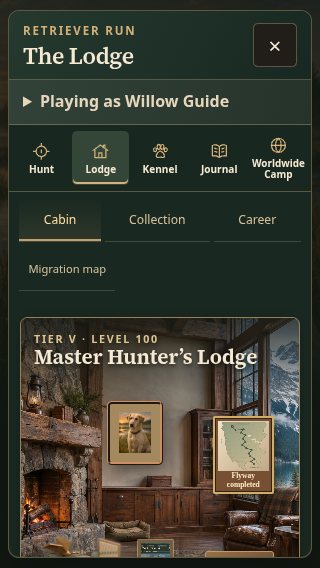 RETRIEVER RUN
The Lodge
Playing as Willow Guide
Hunt
Lodge
Kennel
Journal
Worldwide
Camp
Cabin
Collection
Career
Migration map
TIER V · LEVEL 100
Master Hunter’s Lodge
Flyway
completed